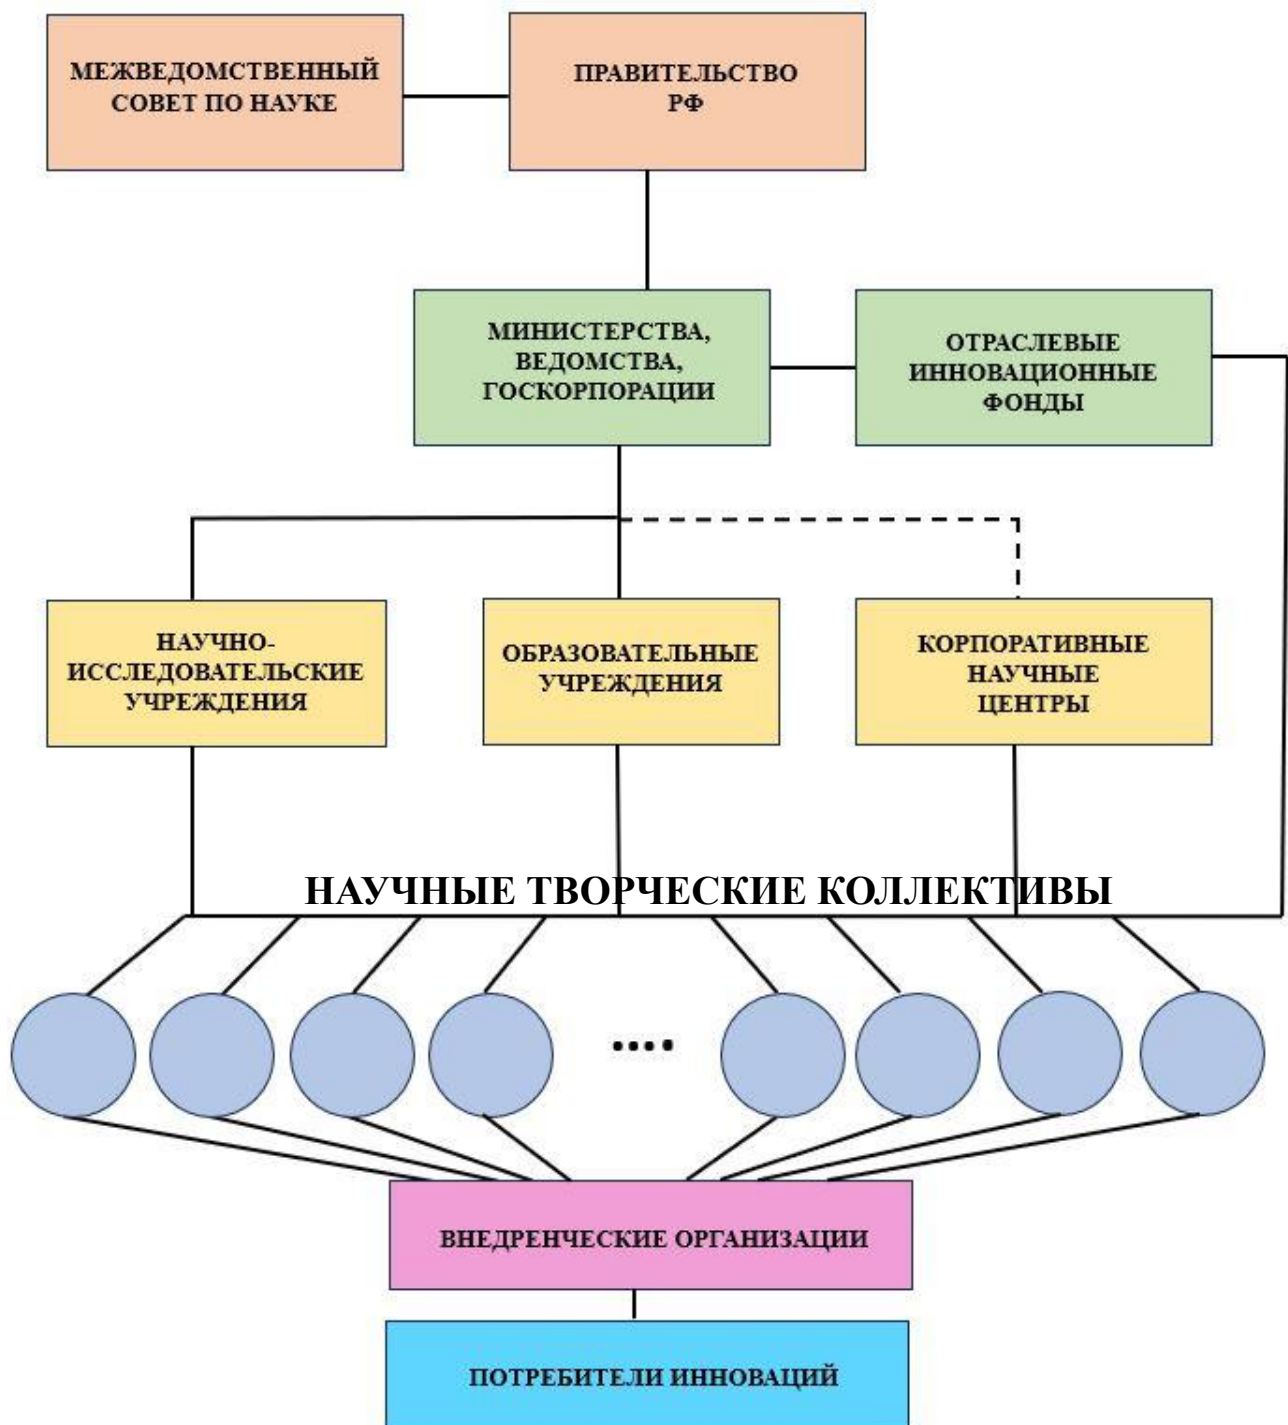 МЕЖВЕДОМСТВЕННЫЙ
СОВЕТ ПО НАУКЕ
ПРАВИТЕЛЬСТВО
РФ
МИНИСТЕРСТВА,
ВЕДОМСТВА,
ГОСКОРПОРАЦИИ
ОТРАСЛЕВЫЕ
ИННОВАЦИОННЫЕ
ФОНДЫ
НАУЧНО-
ИССЛЕДОВАТЕЛЬСКИЕ
УЧРЕЖДЕНИЯ
ОБРАЗОВАТЕЛЬНЫЕ
УЧРЕЖДЕНИЯ
КОРПОРАТИВНЫЕ
НАУЧНЫЕ
ЦЕНТРЫ
НАУЧНЫЕ ТВОРЧЕСКИЕ КОЛЛЕКТИВЫ
....
ВНЕДРЕНЧЕСКИЕ ОРГАНИЗАЦИИ
ПОТРЕБИТЕЛИ ИННОВАЦИЙ